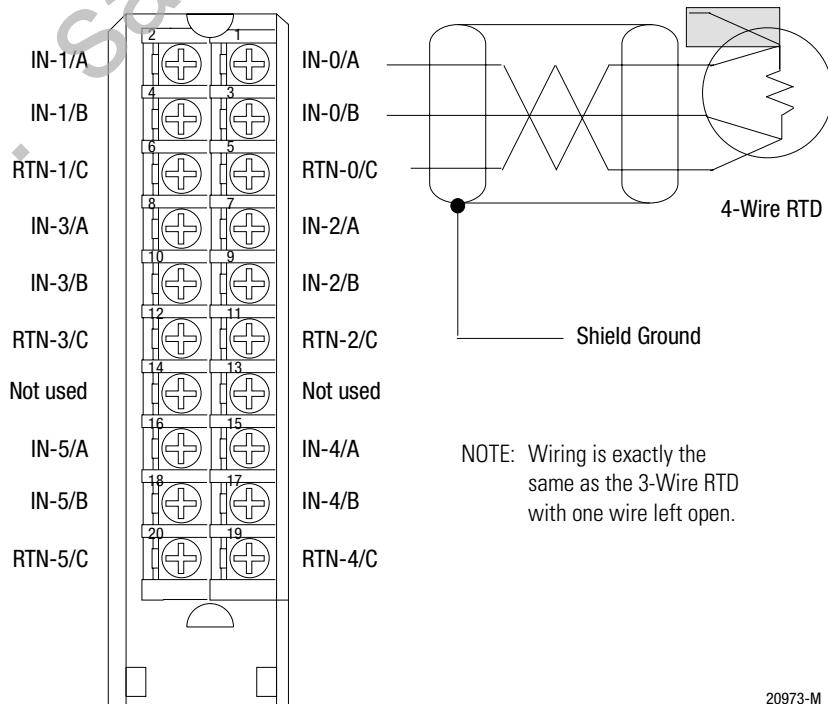 2 1
IN-1/A IN-0/A
4 3
IN-1/B IN-0/B
6 5
RTN-1/C RTN-0/C
4-Wire RTD
8 7
IN-3/A IN-2/A
10 9
IN-3/B IN-2/B
12 11
RTN-3/C RTN-2/C
Shield Ground
14 13
Not used Not used
16 15
IN-5/A IN-4/A
NOTE: Wiring is exactly the
same as the 3-Wire RTD
with one wire left open.
18 17
IN-5/B IN-4/B
20 19
RTN-5/C RTN-4/C
20973-M